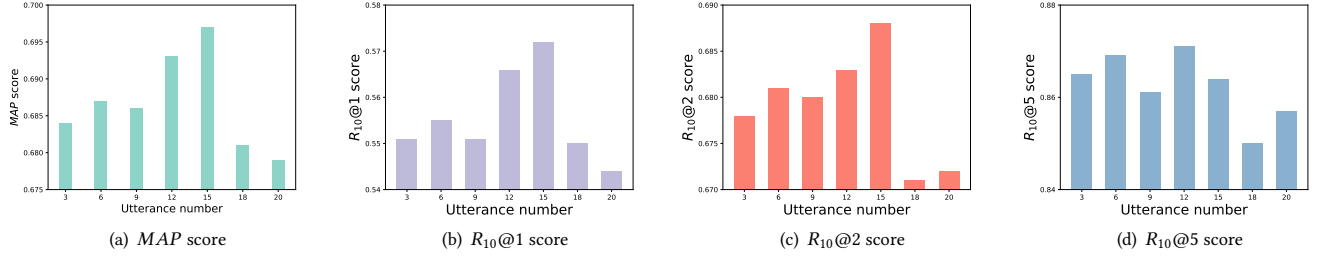 0.700
0.695
0.690
0.685
0.680
0.675
MAP score
3 6 9 12 15 18 20
Utterance number
(a) MAP score
0.58
0.57
0.56
0.55
0.54
R10@1 score
3 6 9 12 15 18 20
Utterance number
(b) R10@1 score
0.690
0.685
0.680
0.675
0.670
R10@2 score
3 6 9 12 15 18 20
Utterance number
(c) R10@2 score
0.88
0.86
0.84
R10@5 score
3 6 9 12 15 18 20
Utterance number
(d) R10@5 score